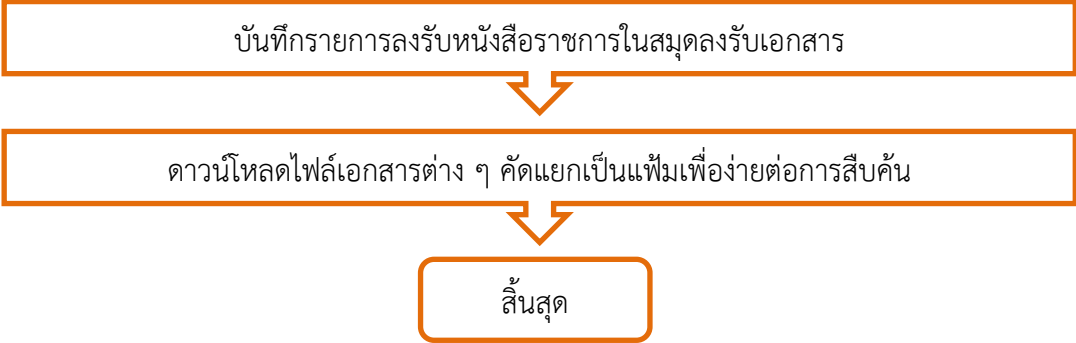 บันทึกรายการลงรับหนังสือราชการในสมุดลงรับเอกสาร
ดาวน์โหลดไฟล์เอกสารต่าง ๆ คัดแยกเป็นแฟ้มเพื่อง่ายต่อการสืบค้น
สิ้นสุด